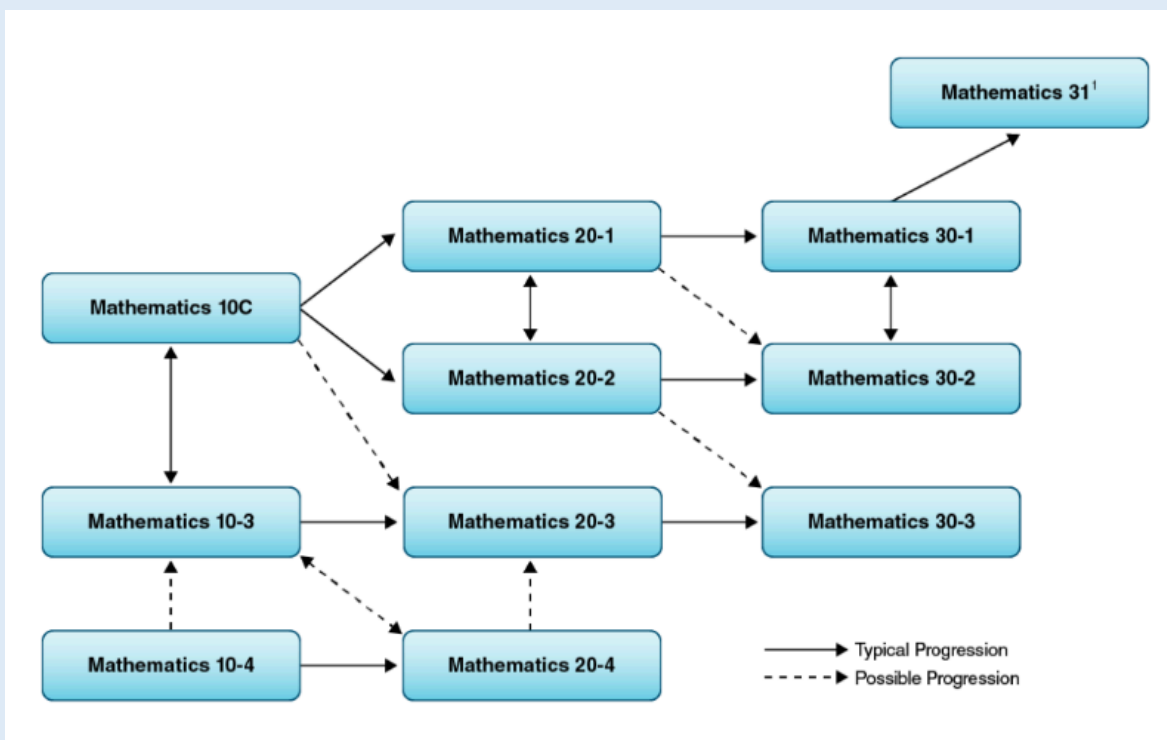 Mathematics 31¹
Mathematics 20-1
Mathematics 30-1
Mathematics 10C
Mathematics 20-2
Mathematics 30-2
Mathematics 10-3
Mathematics 20-3
Mathematics 30-3
Mathematics 10-4
Mathematics 20-4
Typical Progression
Possible Progression